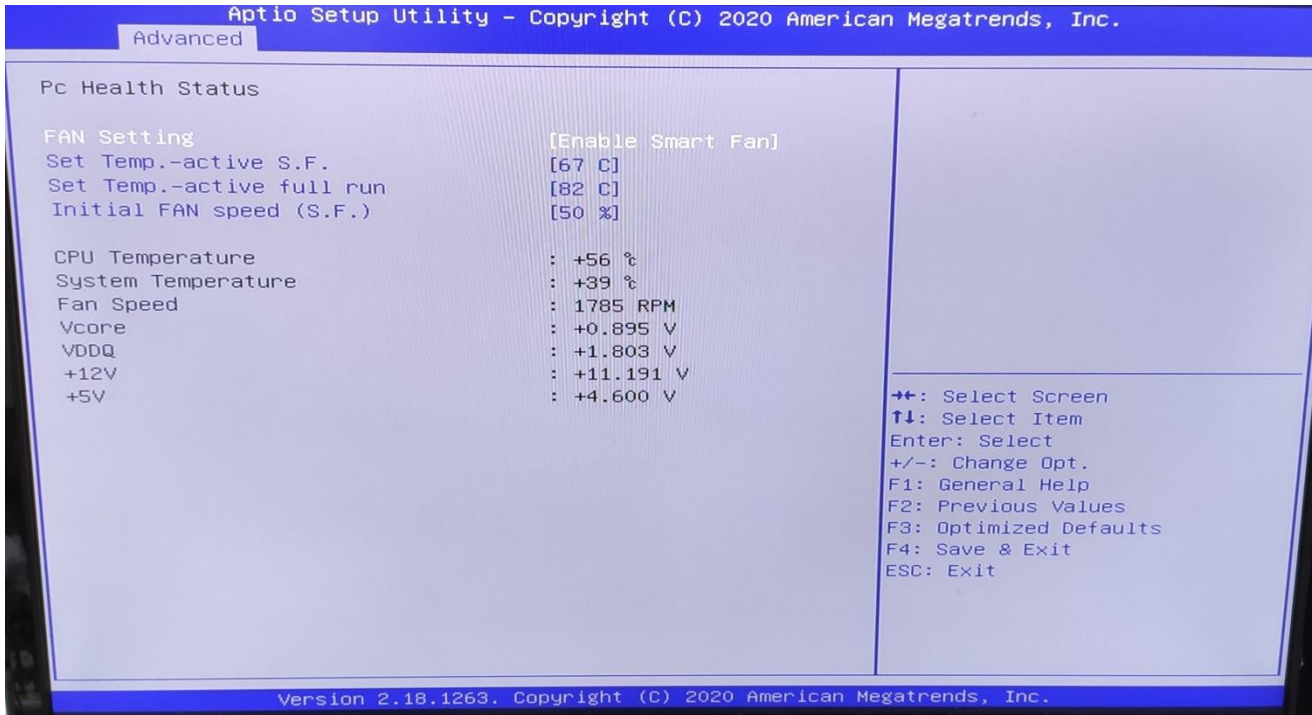 Aptio Setup Utility – Copyright (C) 2020 American Megatrends, Inc.
Advanced
Pc Health Status
FAN Setting [Enable Smart Fan]
Set Temp.-active S.F. [67 C]
Set Temp.-active full run [82 C]
Initial FAN speed (S.F.) [50 %]
CPU Temperature : +56 ℃
System Temperature : +39 ℃
Fan Speed : 1785 RPM
Vcore : +0.895 V
VDDQ : +1.803 V
+12V : +11.191 V
+5V : +4.600 V
→←: Select Screen
↑↓: Select Item
Enter: Select
+/-: Change Opt.
F1: General Help
F2: Previous Values
F3: Optimized Defaults
F4: Save & Exit
ESC: Exit
Version 2.18.1263. Copyright (C) 2020 American Megatrends, Inc.